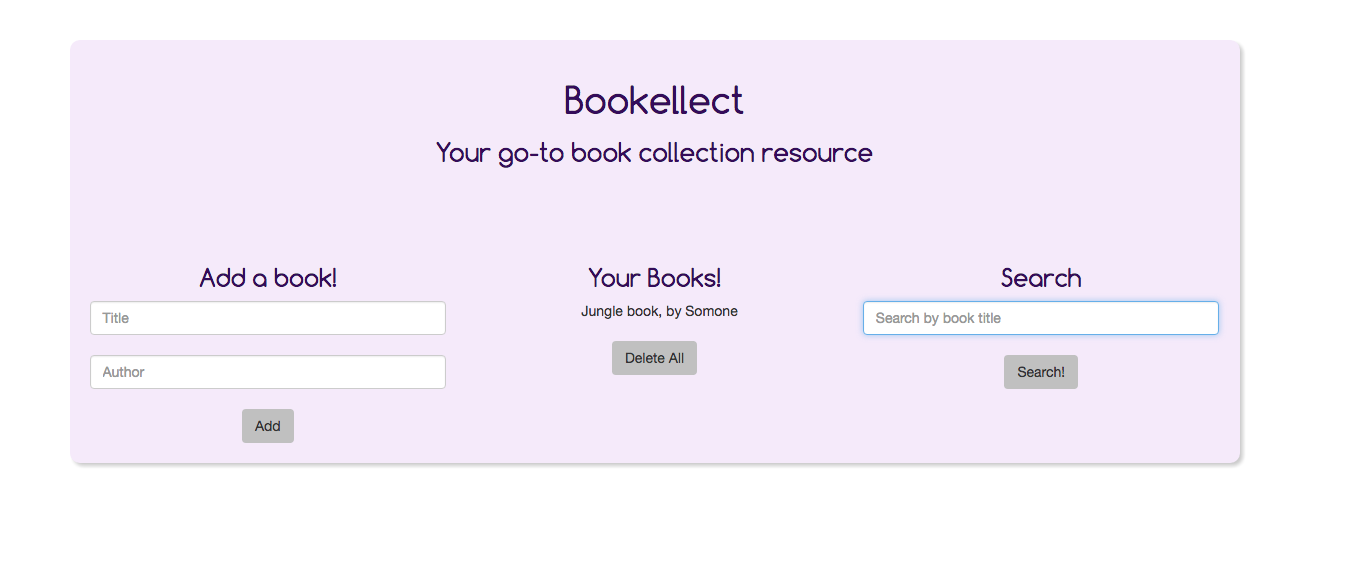 Bookellect
Your go-to book collection resource
Add a book!
Title
Author
Add
Your Books!
Jungle book, by Somone
Delete All
Search
Search by book title
Search!